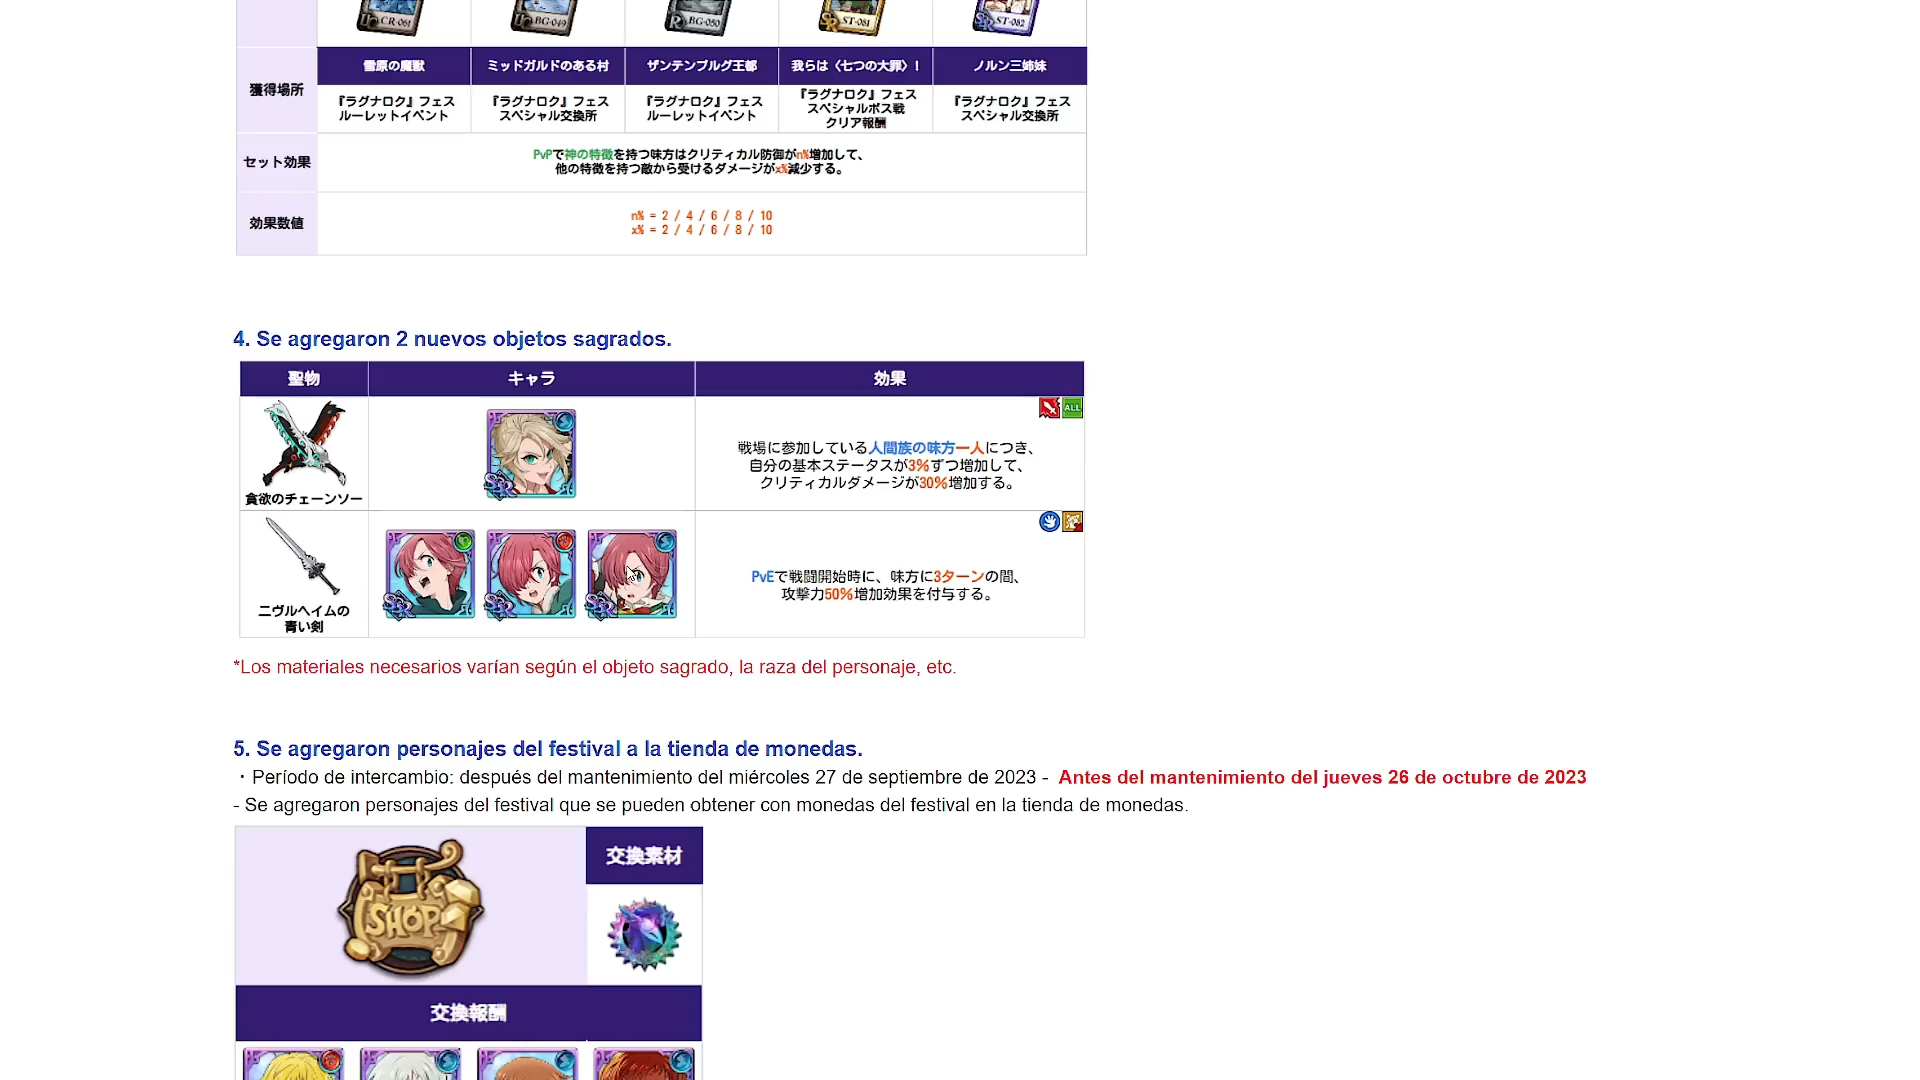 UC CR-061
UC BG-049
R BG-050
SR ST-081
SR ST-082
獲得場所
雪原の魔獣
ミッドガルドのある村
ザンテンブルグ王都
我らは〈七つの大罪〉！
ノルン三姉妹
『ラグナロク』フェス
ルーレットイベント
『ラグナロク』フェス
スペシャル交換所
『ラグナロク』フェス
ルーレットイベント
『ラグナロク』フェス
スペシャルボス戦
クリア報酬
『ラグナロク』フェス
スペシャル交換所
セット効果
PvPで神の特徴を持つ味方はクリティカル防御がn%増加して、
他の特徴を持つ敵から受けるダメージがx%減少する。
効果数値
n% = 2 / 4 / 6 / 8 / 10
x% = 2 / 4 / 6 / 8 / 10
4. Se agregaron 2 nuevos objetos sagrados.
聖物
キャラ
効果
貪欲のチェーンソー
SSR
ALL
戦場に参加している人間族の味方一人につき、
自分の基本ステータスが3%ずつ増加して、
クリティカルダメージが30%増加する。
ニヴルヘイムの
青い剣
SSR
SSR
SSR
PvEで戦闘開始時に、味方に3ターンの間、
攻撃力50%増加効果を付与する。
*Los materiales necesarios varían según el objeto sagrado, la raza del personaje, etc.
5. Se agregaron personajes del festival a la tienda de monedas.
・Período de intercambio: después del mantenimiento del miércoles 27 de septiembre de 2023 - Antes del mantenimiento del jueves 26 de octubre de 2023
- Se agregaron personajes del festival que se pueden obtener con monedas del festival en la tienda de monedas.
SHOP
交換素材
交換報酬